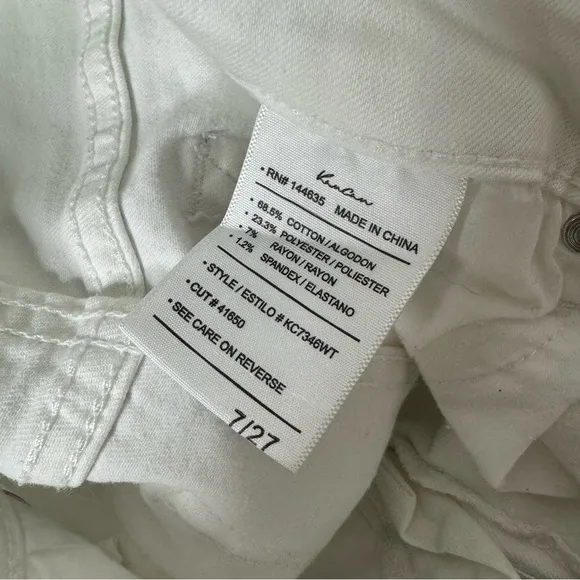 KanCan
• RN# 144635 MADE IN CHINA
• 68.5% COTTON / ALGODON
• 23.3% POLYESTER / POLIESTER
• 7% RAYON / RAYON
• 1.2% SPANDEX / ELASTANO
• STYLE / ESTILO # KC7346WT
• CUT # 41650
• SEE CARE ON REVERSE
7/27